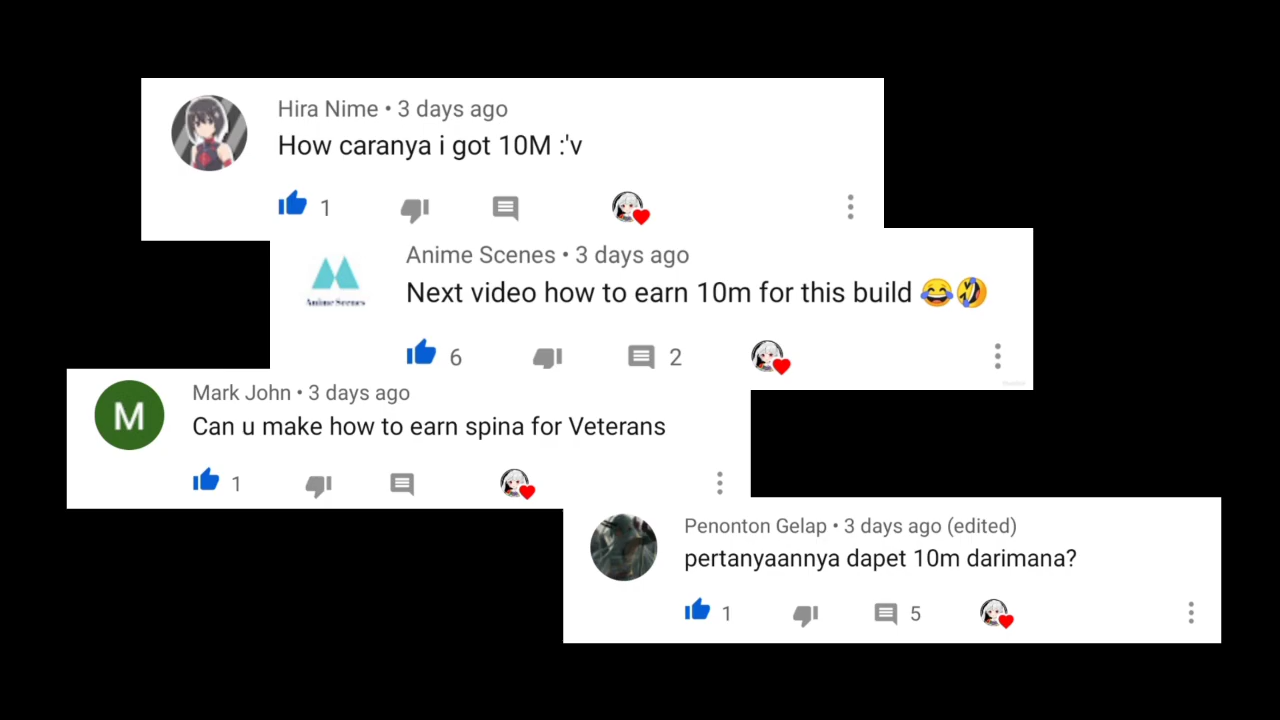 Hira Nime • 3 days ago
How caranya i got 10M :'v
1
Anime Scenes • 3 days ago
Anime Scenes
Next video how to earn 10m for this build 😂🤣
6 2
Mark John • 3 days ago
M
Can u make how to earn spina for Veterans
1
Penonton Gelap • 3 days ago (edited)
pertanyaannya dapet 10m darimana?
1 5